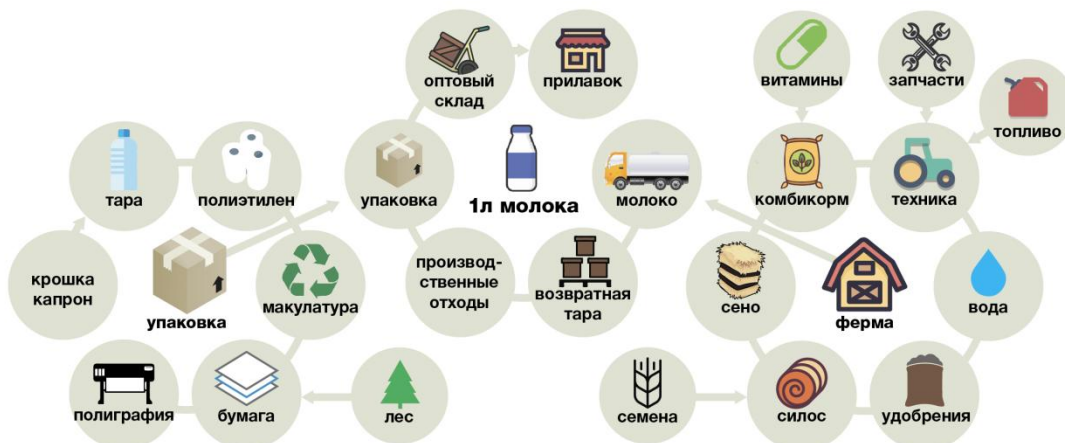 оптовый
склад
прилавок
витамины
запчасти
топливо
тара
полиэтилен
упаковка
1л молока
молоко
комбикорм
техника
крошка
капрон
упаковка
макулатура
производ-
ственные
отходы
возвратная
тара
сено
ферма
вода
полиграфия
бумага
лес
семена
силос
удобрения